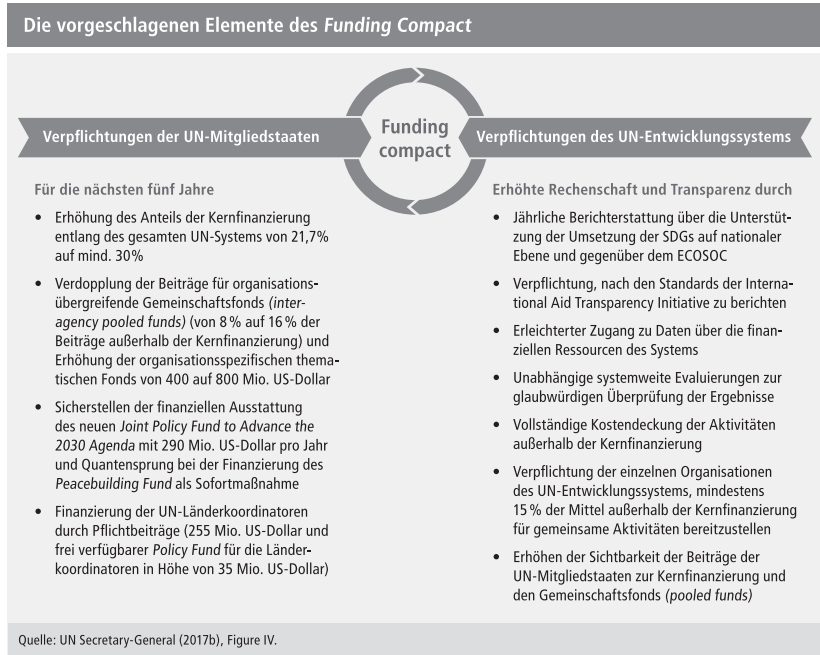 Die vorgeschlagenen Elemente des Funding Compact
Verpflichtungen der UN-Mitgliedstaaten
Funding
compact
Verpflichtungen des UN-Entwicklungssystems
Für die nächsten fünf Jahre
• Erhöhung des Anteils der Kernfinanzierung
entlang des gesamten UN-Systems von 21,7%
auf mind. 30%
• Verdopplung der Beiträge für organisations-
übergreifende Gemeinschaftsfonds (inter-
agency pooled funds) (von 8 % auf 16 % der
Beiträge außerhalb der Kernfinanzierung) und
Erhöhung der organisationsspezifischen thema-
tischen Fonds von 400 auf 800 Mio. US-Dollar
• Sicherstellen der finanziellen Ausstattung
des neuen Joint Policy Fund to Advance the
2030 Agenda mit 290 Mio. US-Dollar pro Jahr
und Quantensprung bei der Finanzierung des
Peacebuilding Fund als Sofortmaßnahme
• Finanzierung der UN-Länderkoordinatoren
durch Pflichtbeiträge (255 Mio. US-Dollar und
frei verfügbarer Policy Fund für die Länder-
koordinatoren in Höhe von 35 Mio. US-Dollar)
Erhöhte Rechenschaft und Transparenz durch
• Jährliche Berichterstattung über die Unterstüt-
zung der Umsetzung der SDGs auf nationaler
Ebene und gegenüber dem ECOSOC
• Verpflichtung, nach den Standards der Interna-
tional Aid Transparency Initiative zu berichten
• Erleichterter Zugang zu Daten über die finan-
ziellen Ressourcen des Systems
• Unabhängige systemweite Evaluierungen zur
glaubwürdigen Überprüfung der Ergebnisse
• Vollständige Kostendeckung der Aktivitäten
außerhalb der Kernfinanzierung
• Verpflichtung der einzelnen Organisationen
des UN-Entwicklungssystems, mindestens
15 % der Mittel außerhalb der Kernfinanzierung
für gemeinsame Aktivitäten bereitzustellen
• Erhöhen der Sichtbarkeit der Beiträge der
UN-Mitgliedstaaten zur Kernfinanzierung und
den Gemeinschaftsfonds (pooled funds)
Quelle: UN Secretary-General (2017b), Figure IV.